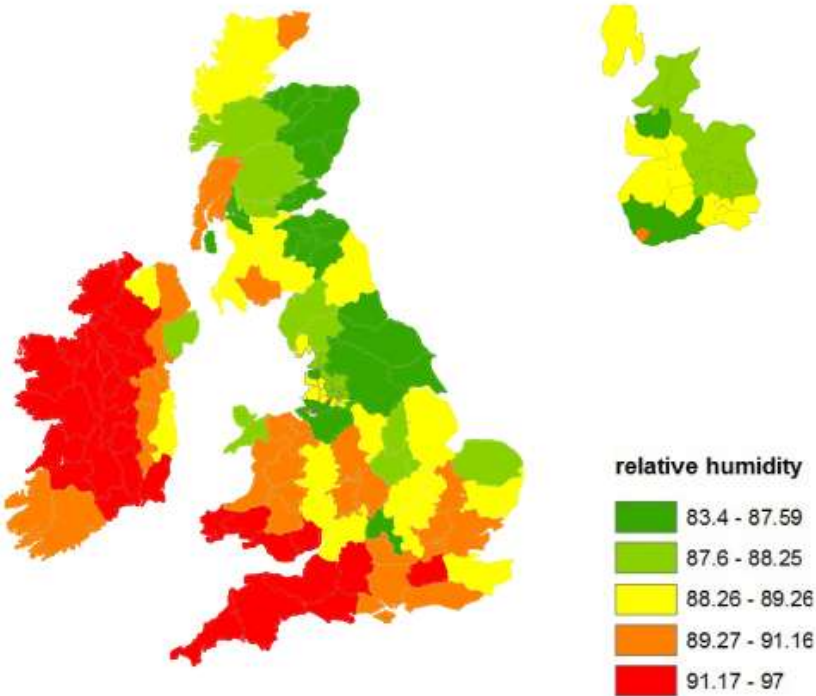 relative humidity
83.4 - 87.59
87.6 - 88.25
88.26 - 89.26
89.27 - 91.16
91.17 - 97